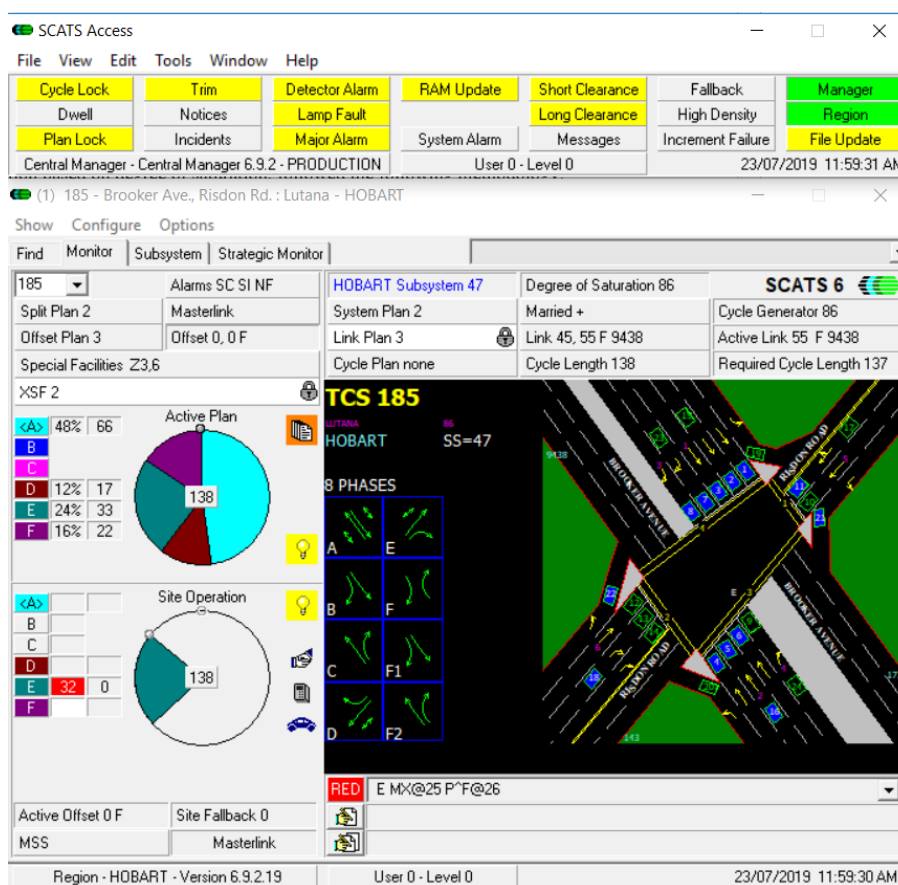 SCATS Access
File View Edit Tools Window Help
Cycle Lock Trim Detector Alarm RAM Update Short Clearance Fallback Manager
Dwell Notices Lamp Fault Long Clearance High Density Region
Plan Lock Incidents Major Alarm System Alarm Messages Increment Failure File Update
Central Manager - Central Manager 6.9.2 - PRODUCTION User 0 - Level 0 23/07/2019 11:59:31 AM
(1) 185 - Brooker Ave., Risdon Rd. : Lutana - HOBART
Show Configure Options
Find Monitor Subsystem Strategic Monitor
185 Alarms SC SI NF HOBART Subsystem 47 Degree of Saturation 86 SCATS 6
Split Plan 2 Masterlink System Plan 2 Married + Cycle Generator 86
Offset Plan 3 Offset 0, 0 F Link Plan 3 Link 45, 55 F 9438 Active Link 55 F 9438
Special Facilities Z3,6 Cycle Plan none Cycle Length 138 Required Cycle Length 137
XSF 2
Active Plan
<A> 48% 66
B
C
D 12% 17
E 24% 33
F 16% 22
138
Site Operation
<A>
B
C
D
E 32 0
F
138
Active Offset 0 F Site Fallback 0
MSS Masterlink
TCS 185
LUTANA 86
HOBART SS=47
8 PHASES
A E
B F
C F1
D F2
9438
BROOKER AVENUE
RISDON ROAD
RISDON ROAD
BROOKER AVENUE
143
17
RED E MX@25 P^F@26
Region - HOBART - Version 6.9.2.19 User 0 - Level 0 23/07/2019 11:59:30 AM